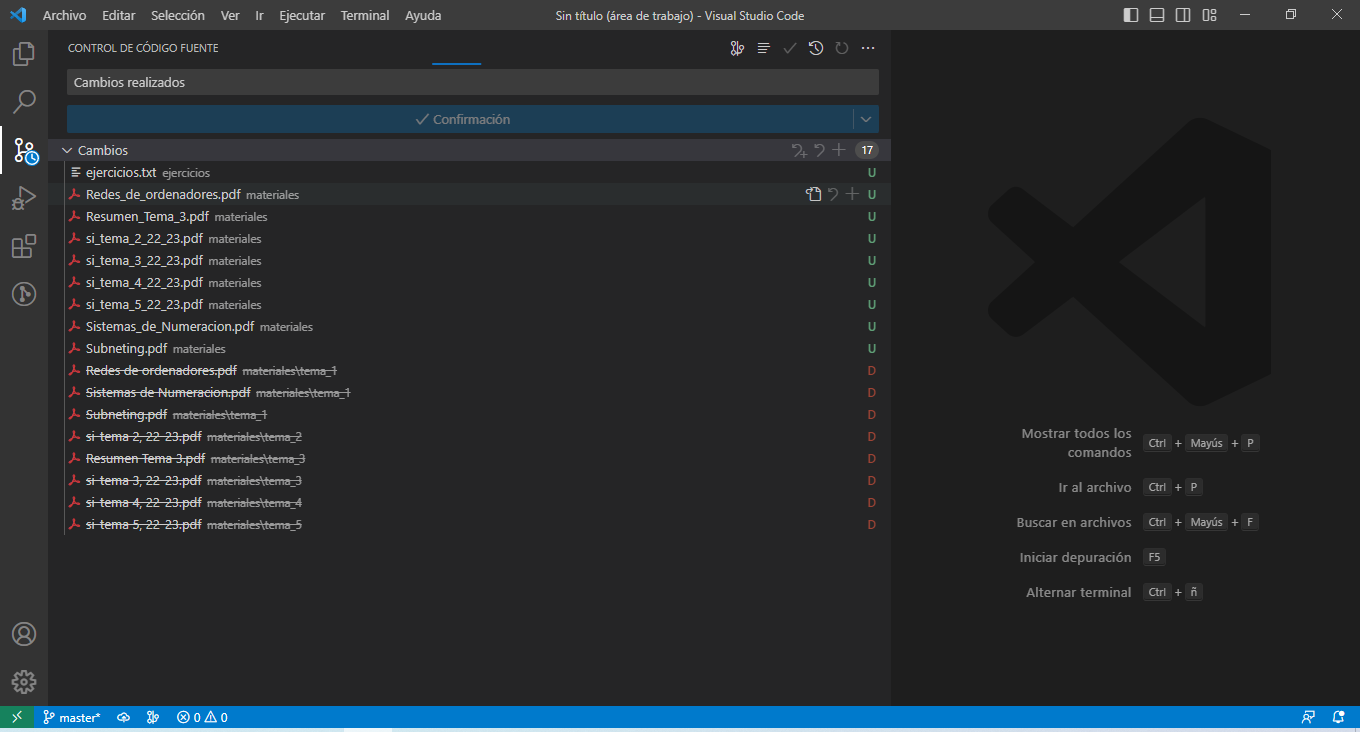 Archivo Editar Selección Ver Ir Ejecutar Terminal Ayuda Sin título (área de trabajo) - Visual Studio Code
CONTROL DE CÓDIGO FUENTE
Cambios realizados
Confirmación
Cambios 17
ejercicios.txt ejercicios U
Redes_de_ordenadores.pdf materiales U
Resumen_Tema_3.pdf materiales U
si_tema_2_22_23.pdf materiales U
si_tema_3_22_23.pdf materiales U
si_tema_4_22_23.pdf materiales U
si_tema_5_22_23.pdf materiales U
Sistemas_de_Numeracion.pdf materiales U
Subneting.pdf materiales U
Redes de ordenadores.pdf materiales\tema_1 D
Sistemas de Numeracion.pdf materiales\tema_1 D
Subneting.pdf materiales\tema_1 D
si-tema 2, 22-23.pdf materiales\tema_2 D
Resumen Tema 3.pdf materiales\tema_3 D
si-tema 3, 22-23.pdf materiales\tema_3 D
si-tema 4, 22-23.pdf materiales\tema_4 D
si-tema 5, 22-23.pdf materiales\tema_5 D
Mostrar todos los comandos Ctrl + Mayús + P
Ir al archivo Ctrl + P
Buscar en archivos Ctrl + Mayús + F
Iniciar depuración F5
Alternar terminal Ctrl + ñ
master* 0 0